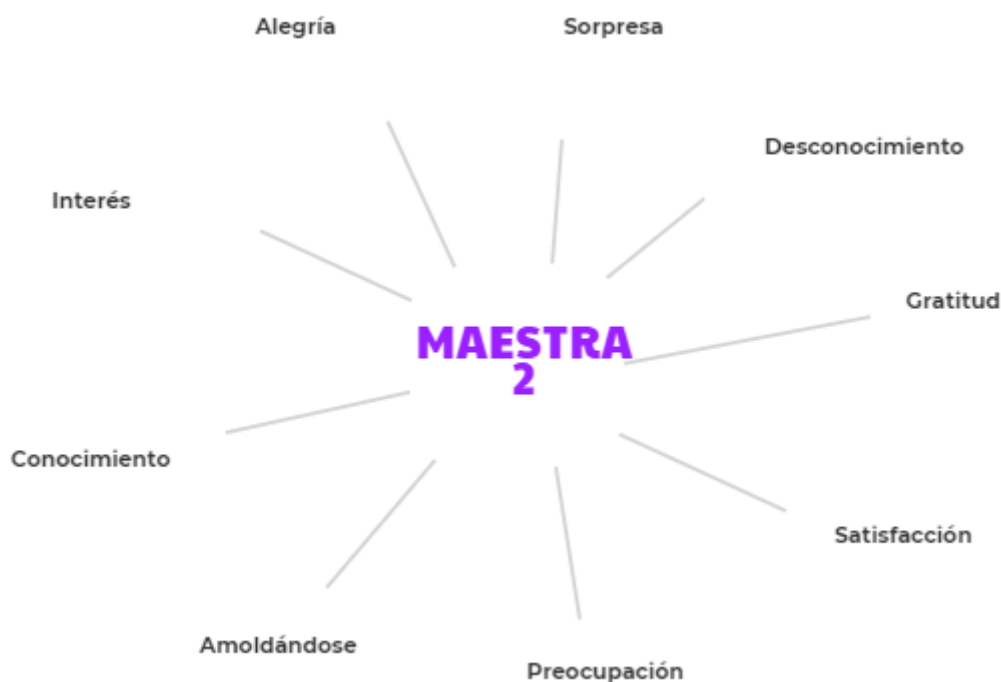 Alegría
Sorpresa
Desconocimiento
Interés
Gratitud
MAESTRA
2
Conocimiento
Satisfacción
Amoldándose
Preocupación